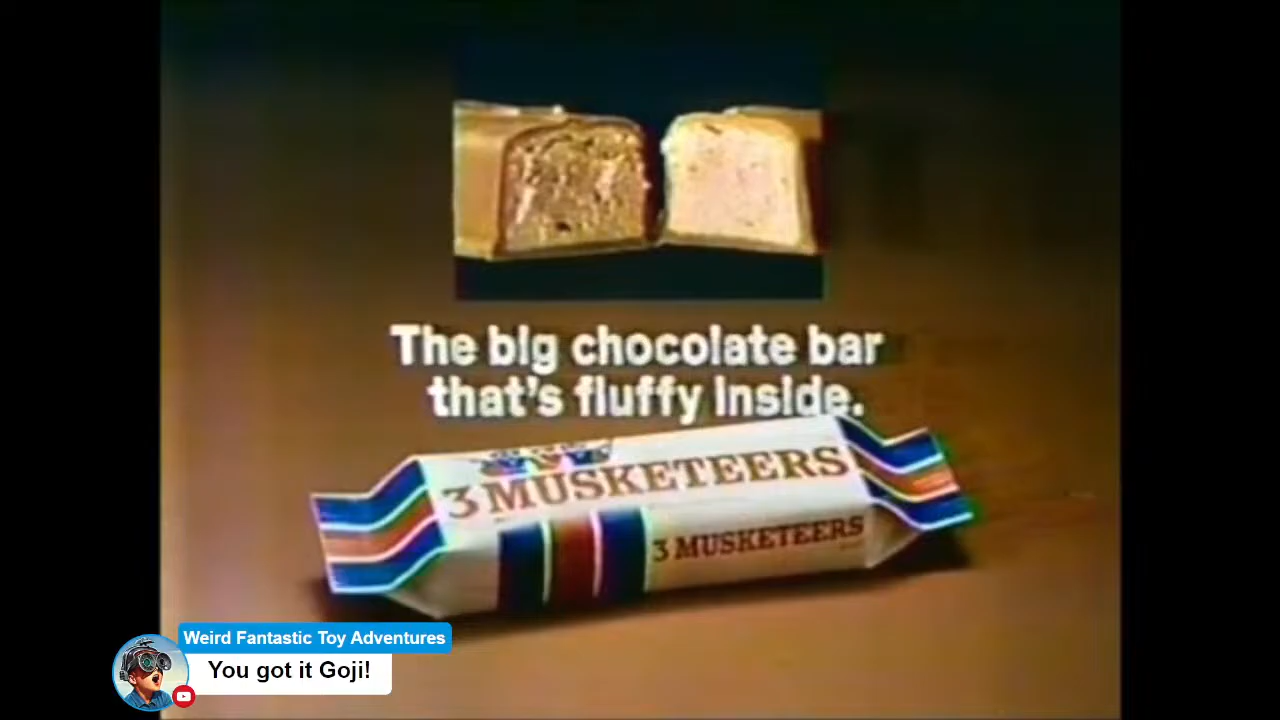 The big chocolate bar
that's fluffy inside.
3 MUSKETEERS
3 MUSKETEERS
Weird Fantastic Toy Adventures
You got it Goji!